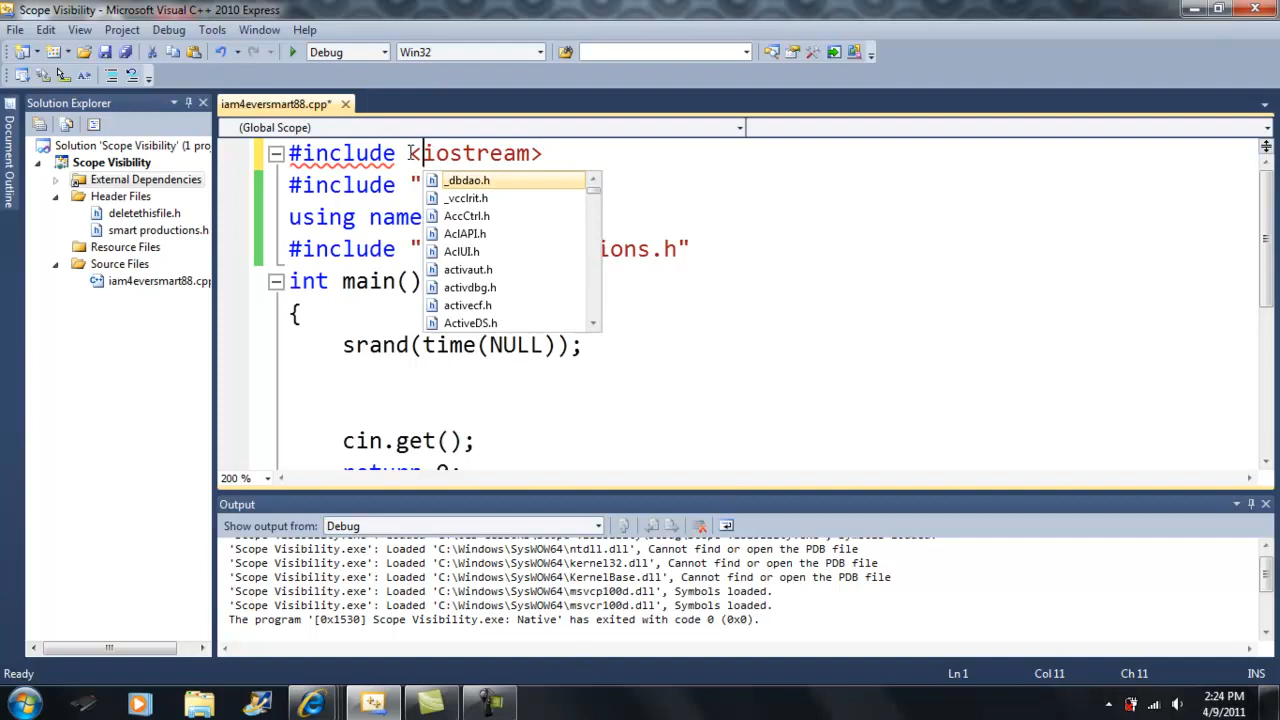 Scope Visibility - Microsoft Visual C++ 2010 Express
File Edit View Project Debug Tools Window Help
Debug Win32
Solution Explorer
iam4eversmart88.cpp*
Document Outline
(Global Scope)
Solution 'Scope Visibility' (1 project)
Scope Visibility
External Dependencies
Header Files
deletethisfile.h
smart productions.h
Resource Files
Source Files
iam4eversmart88.cpp
#include <iostream>
#include "
using name
#include " ions.h"
int main()
{
srand(time(NULL));
cin.get();
return 0;
_dbdao.h
_vcclrit.h
AccCtrl.h
AclAPI.h
AclUI.h
activaut.h
activdbg.h
activecf.h
ActiveDS.h
200 %
Output
Show output from: Debug
'Scope Visibility.exe': Loaded 'C:\Windows\SysWOW64\ntdll.dll', Cannot find or open the PDB file
'Scope Visibility.exe': Loaded 'C:\Windows\SysWOW64\kernel32.dll', Cannot find or open the PDB file
'Scope Visibility.exe': Loaded 'C:\Windows\SysWOW64\KernelBase.dll', Cannot find or open the PDB file
'Scope Visibility.exe': Loaded 'C:\Windows\SysWOW64\msvcp100d.dll', Symbols loaded.
'Scope Visibility.exe': Loaded 'C:\Windows\SysWOW64\msvcr100d.dll', Symbols loaded.
The program '[0x1530] Scope Visibility.exe: Native' has exited with code 0 (0x0).
Ready Ln 1 Col 11 Ch 11 INS
2:24 PM
4/9/2011